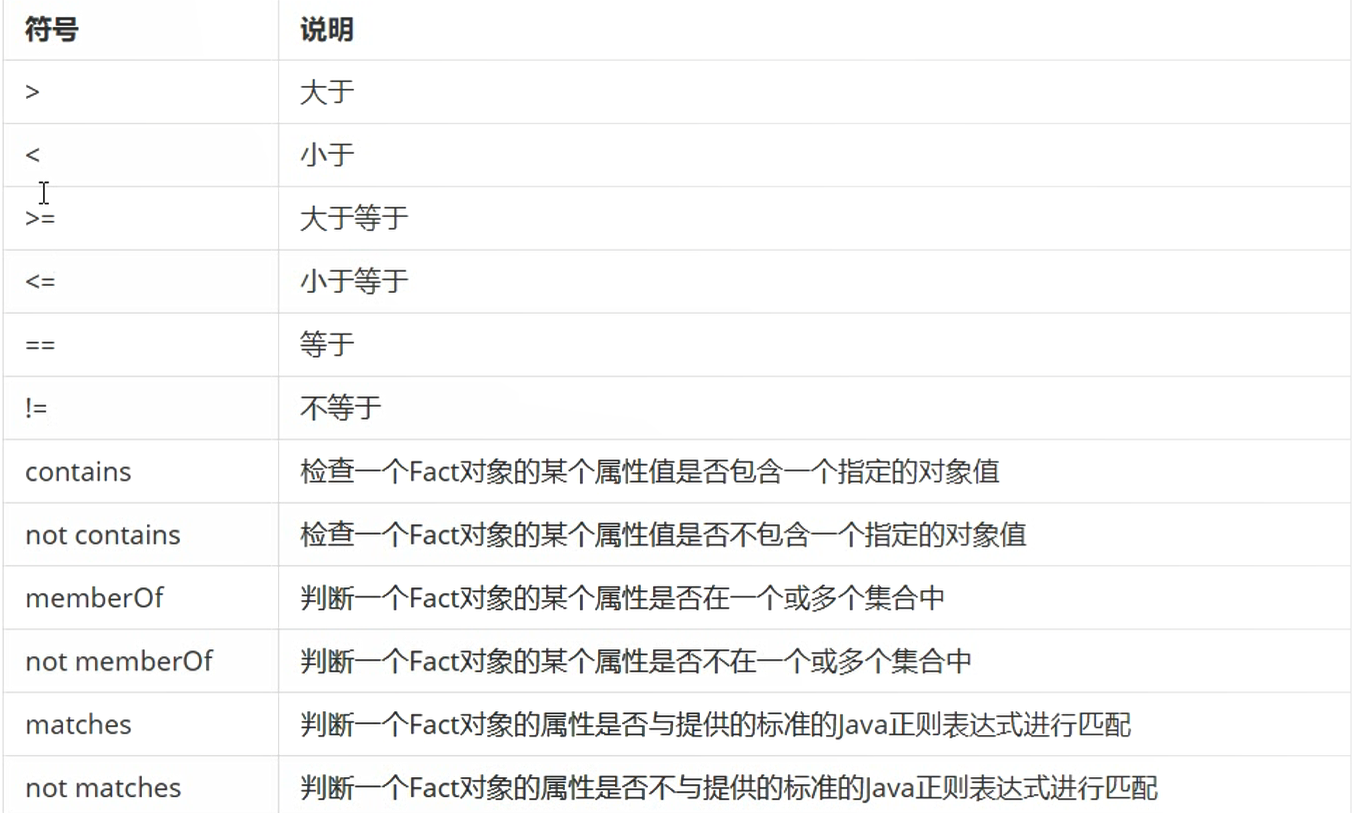 符号 说明
> 大于
< 小于
>= 大于等于
<= 小于等于
== 等于
!= 不等于
contains 检查一个Fact对象的某个属性值是否包含一个指定的对象值
not contains 检查一个Fact对象的某个属性值是否不包含一个指定的对象值
memberOf 判断一个Fact对象的某个属性是否在一个或多个集合中
not memberOf 判断一个Fact对象的某个属性是否不在一个或多个集合中
matches 判断一个Fact对象的属性是否与提供的标准的Java正则表达式进行匹配
not matches 判断一个Fact对象的属性是否不与提供的标准的Java正则表达式进行匹配